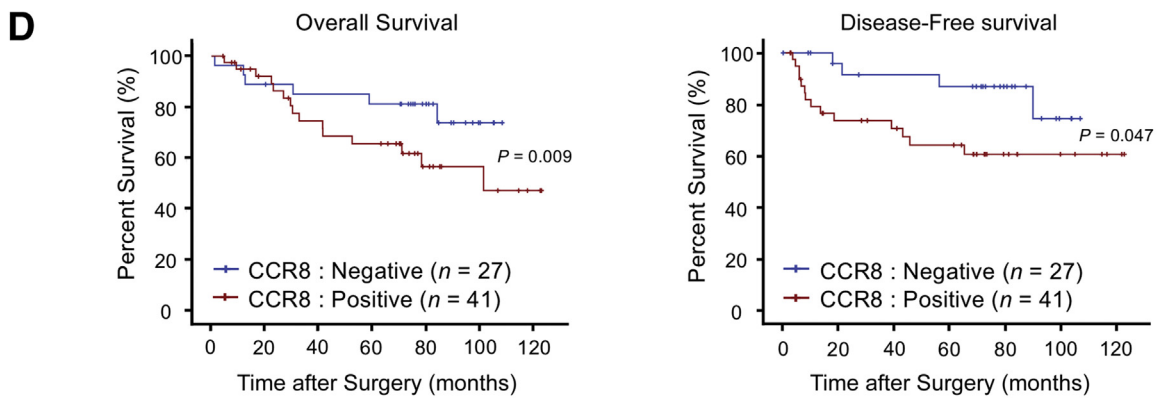 D
Overall Survival
Percent Survival (%)
100
80
60
40
20
0
P = 0.009
CCR8 : Negative (n = 27)
CCR8 : Positive (n = 41)
0 20 40 60 80 100 120
Time after Surgery (months)
Disease-Free survival
Percent Survival (%)
100
80
60
40
20
0
P = 0.047
CCR8 : Negative (n = 27)
CCR8 : Positive (n = 41)
0 20 40 60 80 100 120
Time after Surgery (months)